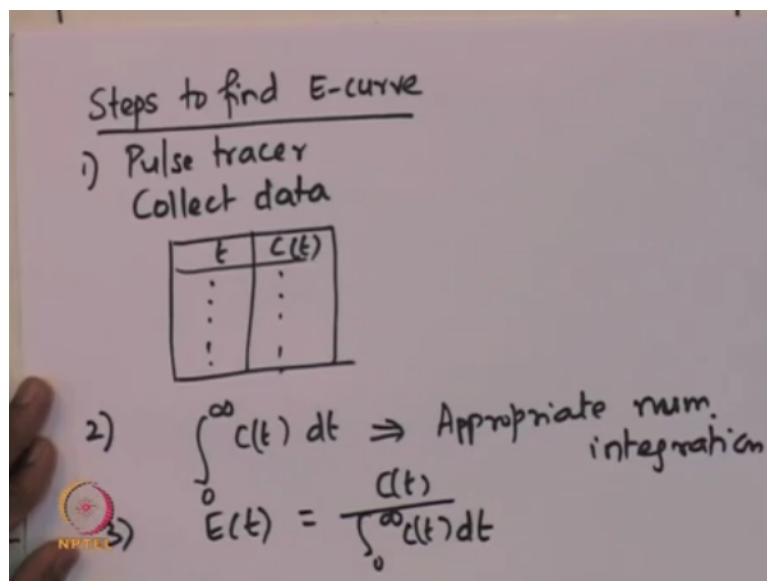 Steps to find E-curve
1) Pulse tracer
Collect data
t C(t)
2) ∫₀^∞ C(t) dt ⇒ Appropriate num.
integration
3) E(t) = C(t) / ∫₀^∞ C(t) dt
NPTEL